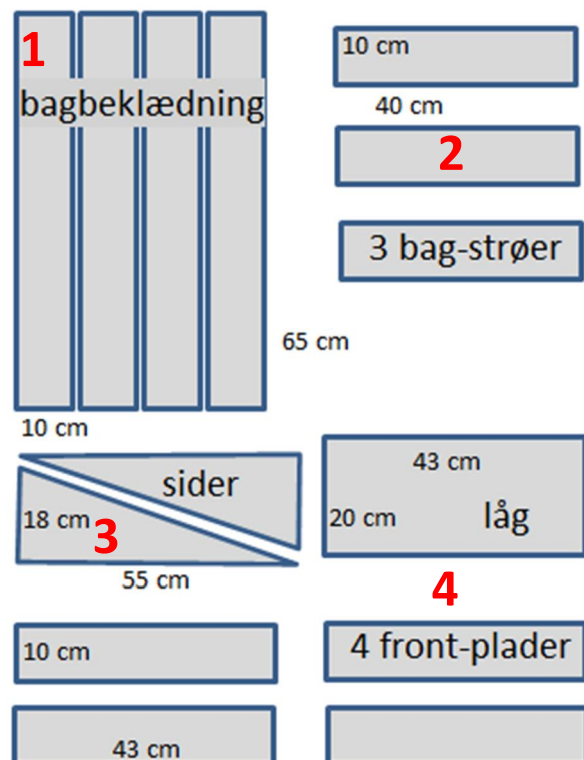 1
bagbeklædning
10 cm
40 cm
2
3 bag-strøer
65 cm
10 cm
sider
18 cm
3
55 cm
43 cm
20 cm
låg
4
10 cm
4 front-plader
43 cm